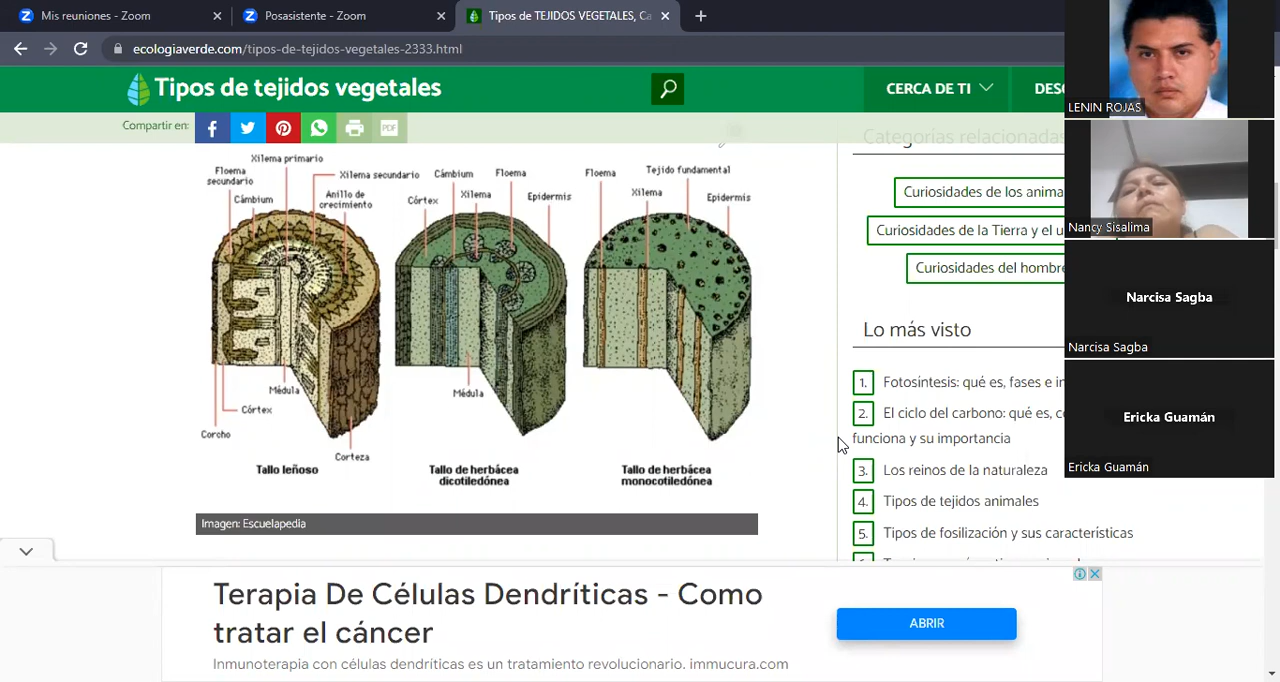 Mis reuniones - Zoom
Posasistente - Zoom
Tipos de TEJIDOS VEGETALES, Ca
ecologiaverde.com/tipos-de-tejidos-vegetales-2333.html
Tipos de tejidos vegetales
CERCA DE TI
DES
Compartir en:
PDF
Categorías relacionadas
Xilema primario
Floema
secundario
Xilema secundario
Cámbium
Floema
Floema
Tejido fundamental
Cámbium
Anillo de
crecimiento
Córtex
Xilema
Epidermis
Xilema
Epidermis
Médula
Médula
Córtex
Corcho
Corteza
Tallo leñoso
Tallo de herbácea
dicotiledónea
Tallo de herbácea
monocotiledónea
Imagen: Escuelapedia
Curiosidades de los anima
Curiosidades de la Tierra y el u
Curiosidades del hombre
Lo más visto
1. Fotosíntesis: qué es, fases e i
2. El ciclo del carbono: qué es, c
funciona y su importancia
3. Los reinos de la naturaleza
4. Tipos de tejidos animales
5. Tipos de fosilización y sus características
LENIN ROJAS
Nancy Sisalima
Narcisa Sagba
Narcisa Sagba
Ericka Guamán
Ericka Guamán
Terapia De Células Dendríticas - Como
tratar el cáncer
Inmunoterapia con células dendríticas es un tratamiento revolucionario. immucura.com
ABRIR